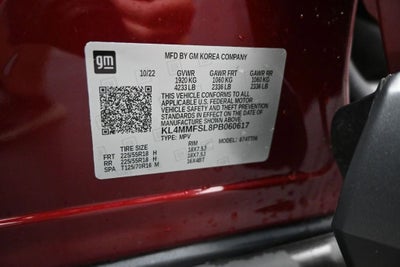 gm
MFD BY GM KOREA COMPANY
10/22 GVWR GAWR FRT GAWR RR
1920 KG 1060 KG 1060 KG
4233 LB 2336 LB 2336 LB
THIS VEHICLE CONFORMS TO ALL
APPLICABLE U.S. FEDERAL MOTOR
VEHICLE SAFETY AND THEFT PREVENTION
STANDARDS IN EFFECT ON THE DATE OF
MANUFACTURE SHOWN ABOVE.
KL4MMFSL8PB060617
TYPE: MPV MODEL:
TIRE SIZE RIM
FRT 225/55R18 H 18X7.5J
RR 225/55R18 H 18X7.5J
SPA T125/70R16 M 16X4BT